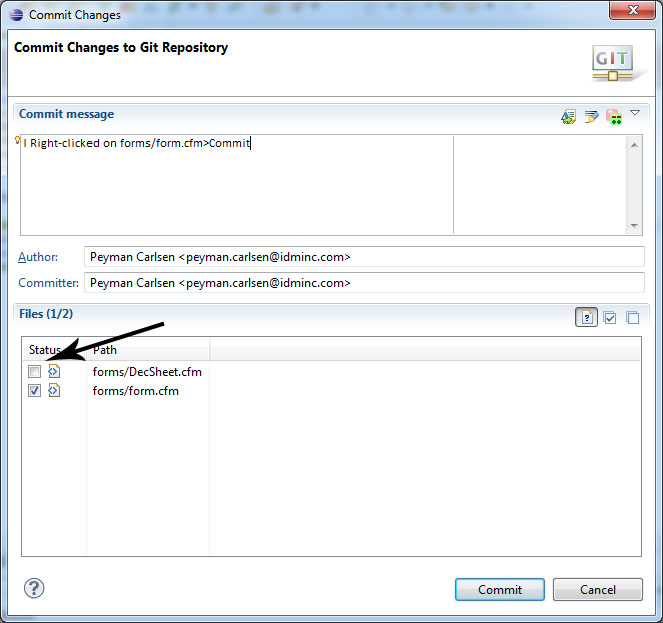 Commit Changes
Commit Changes to Git Repository
GIT
Commit message
I Right-clicked on forms/form.cfm>Commit
Author: Peyman Carlsen <peyman.carlsen@idminc.com>
Committer: Peyman Carlsen <peyman.carlsen@idminc.com>
Files (1/2)
Status Path
forms/DecSheet.cfm
forms/form.cfm
Commit Cancel